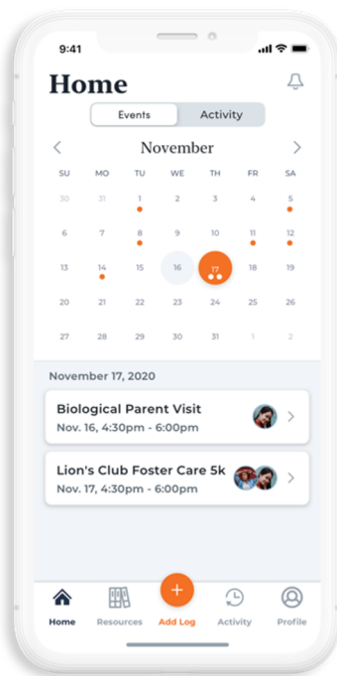 9:41
Home
Events Activity
November
SU MO TU WE TH FR SA
30 31 1 2 3 4 5
6 7 8 9 10 11 12
13 14 15 16 17 18 19
20 21 22 23 24 25 26
27 28 29 30 31 1 2
November 17, 2020
Biological Parent Visit
Nov. 16, 4:30pm - 6:00pm
Lion's Club Foster Care 5k
Nov. 17, 4:30pm - 6:00pm
Home Resources Add Log Activity Profile